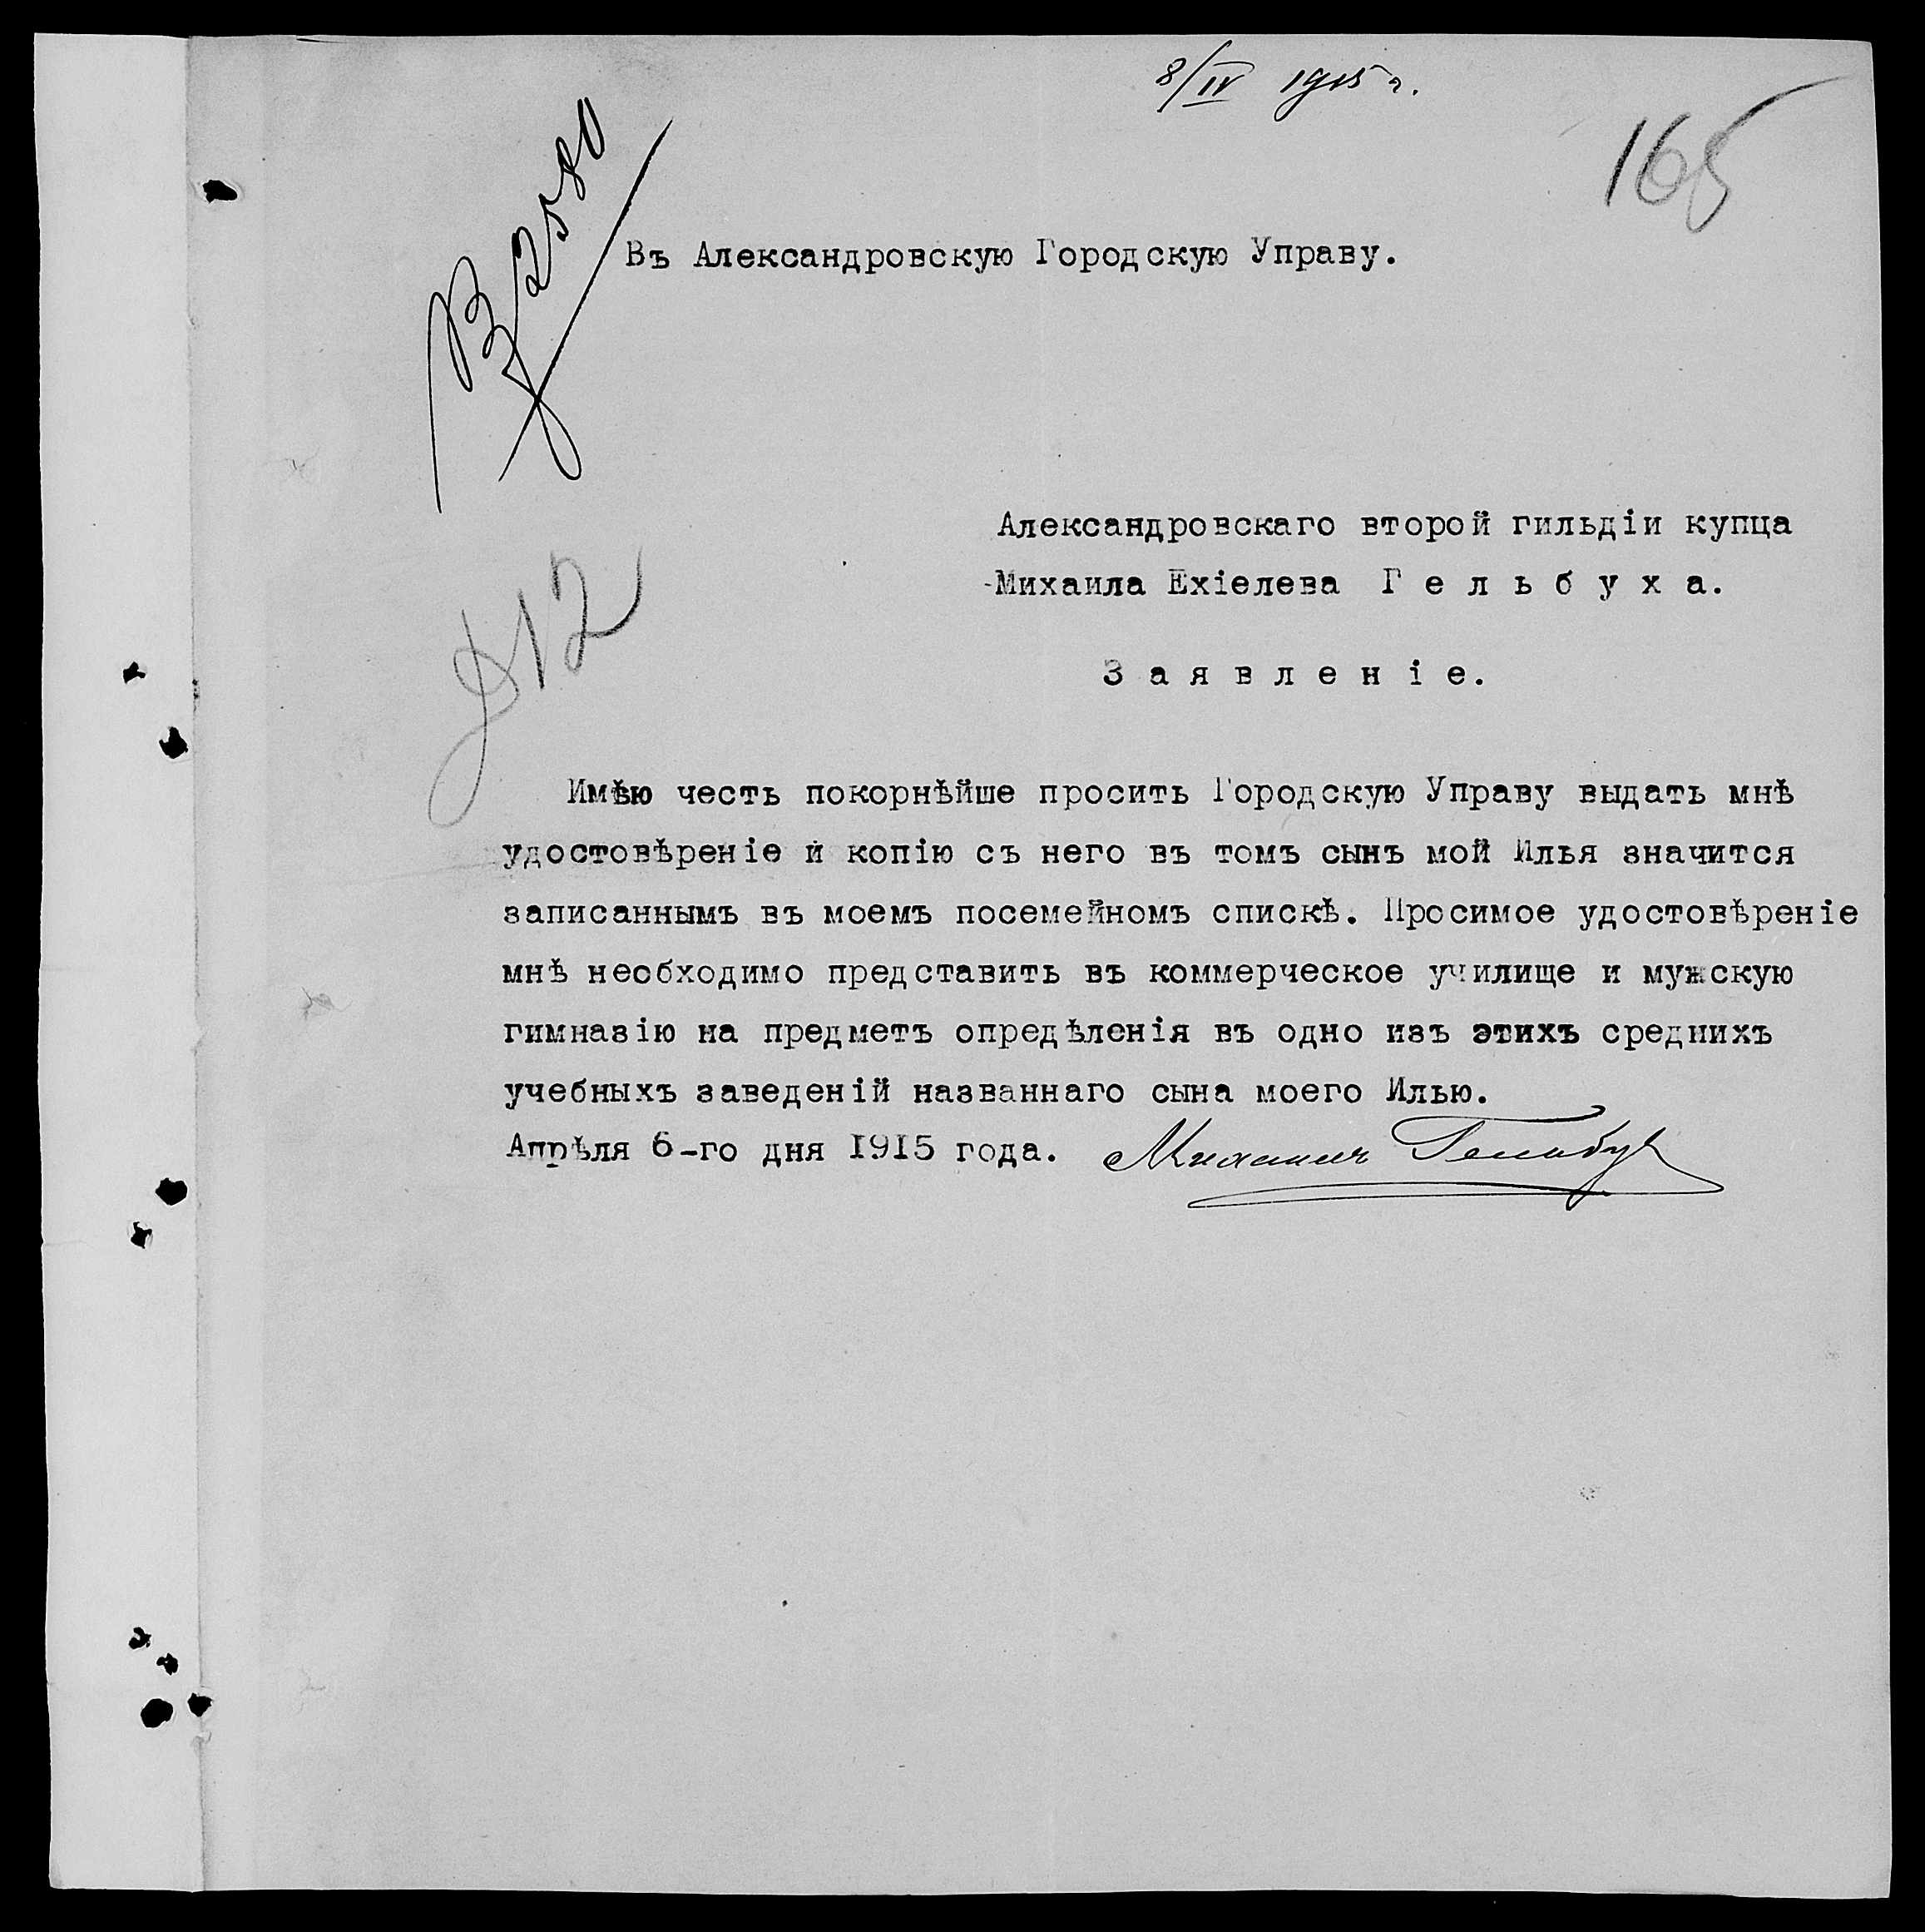 8/IV 1915 г.
165
Въ Александровскую Городскую Управу.
Александровскаго второй гильдіи купца
-Михаила Ехіелева Г е л ь б у х а.
З а я в л е н і е.
Имѣю честь покорнѣйше просить Городскую Управу выдать мнѣ
удостовѣреніе и копію съ него въ томъ сынъ мой Илья значится
записаннымъ въ моемъ посемейномъ спискѣ. Просимое удостовѣреніе
мнѣ необходимо представить въ коммерческое училище и мужскую
гимназію на предметъ опредѣленія въ одно изъ этихъ среднихъ
учебныхъ заведеній названнаго сына моего Илью.
Апрѣля 6-го дня 1915 года. Михаилъ Гельбух